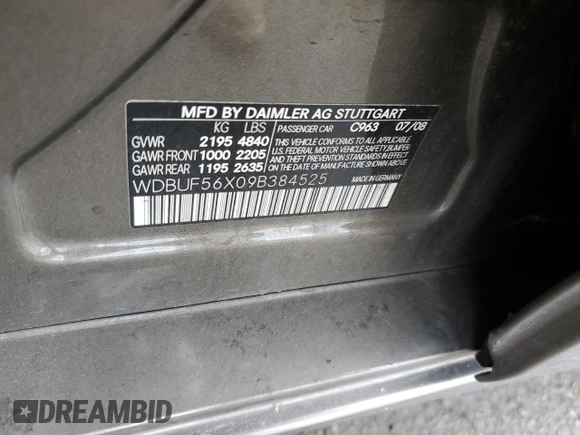 MFD BY DAIMLER AG STUTTGART
KG LBS PASSENGER CAR C963 07/08
GVWR 2195 4840 THIS VEHICLE CONFORMS TO ALL APPLICABLE
GAWR FRONT 1000 2205 U.S. FEDERAL MOTOR VEHICLE SAFETY, BUMPER,
GAWR REAR 1195 2635 AND THEFT PREVENTION STANDARDS IN EFFECT
ON THE DATE OF MANUFACTURE SHOWN ABOVE.
WDBUF56X09B384525 MADE IN GERMANY
DREAMBID